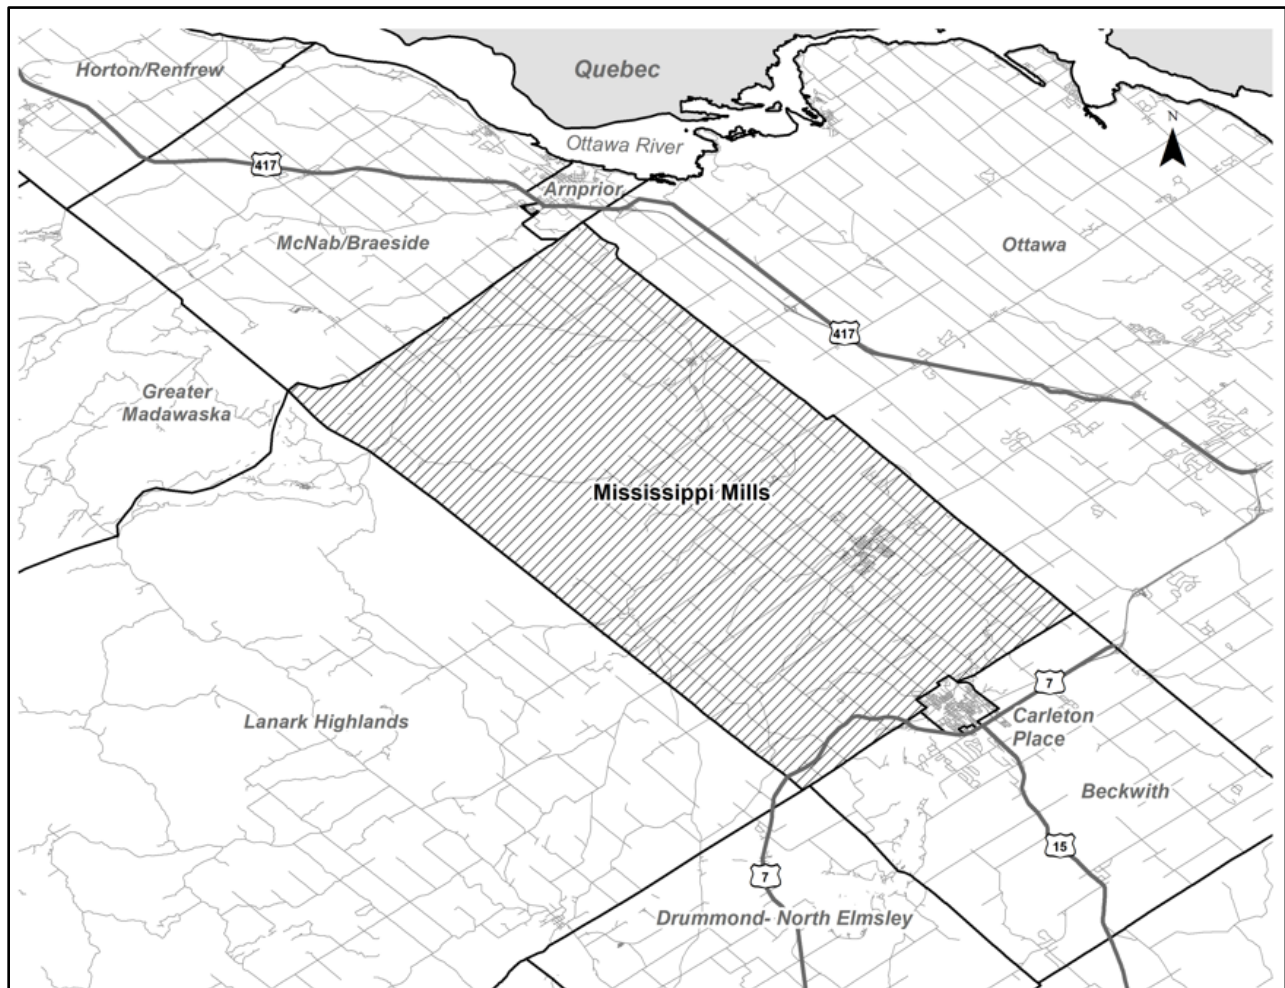 Horton/Renfrew
Quebec
N
Ottawa River
417
Arnprior
McNab/Braeside
Ottawa
417
Greater
Madawaska
Mississippi Mills
7
Lanark Highlands
Carleton
Place
Beckwith
15
7
Drummond- North Elmsley